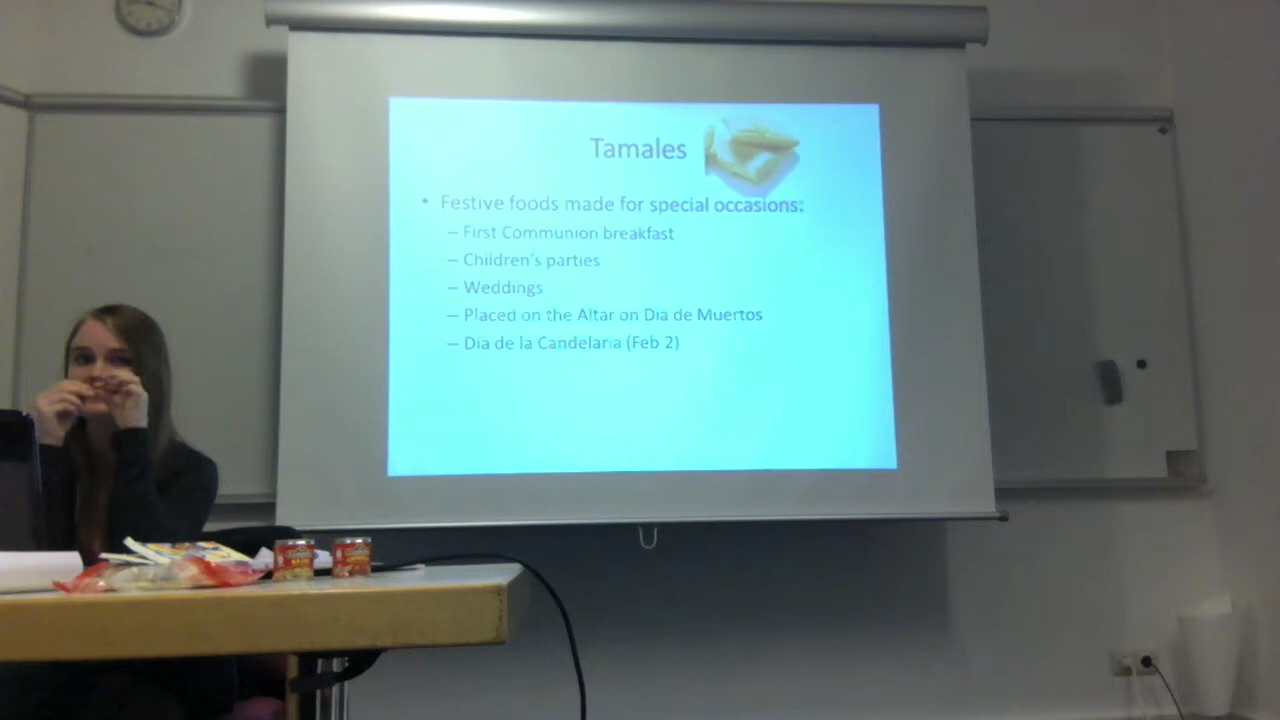 Tamales
• Festive foods made for special occasions:
– First Communion breakfast
– Children's parties
– Weddings
– Placed on the Altar on Dia de Muertos
– Dia de la Candelaria (Feb 2)